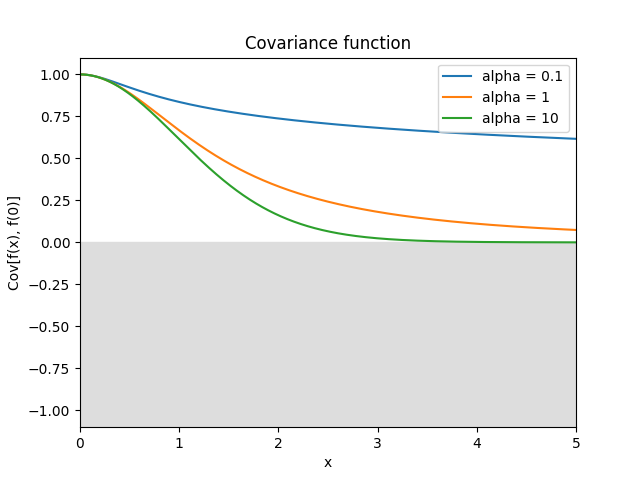 Covariance function
Cov[f(x), f(0)]
1.00
0.75
0.50
0.25
0.00
−0.25
−0.50
−0.75
−1.00
0
1
2
3
4
5
x
alpha = 0.1
alpha = 1
alpha = 10